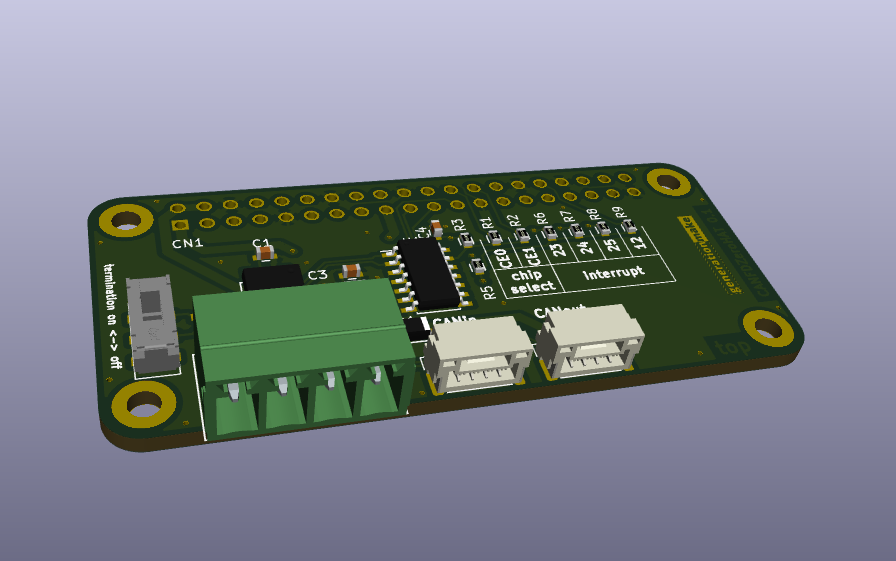 CN1
C1
C3
C4
R3
R1
R2
R6
R7
R8
R9
R5
CE0
CE1
23
24
25
12
chip
select
Interrupt
termination on <-> off
CANin
CANout
top